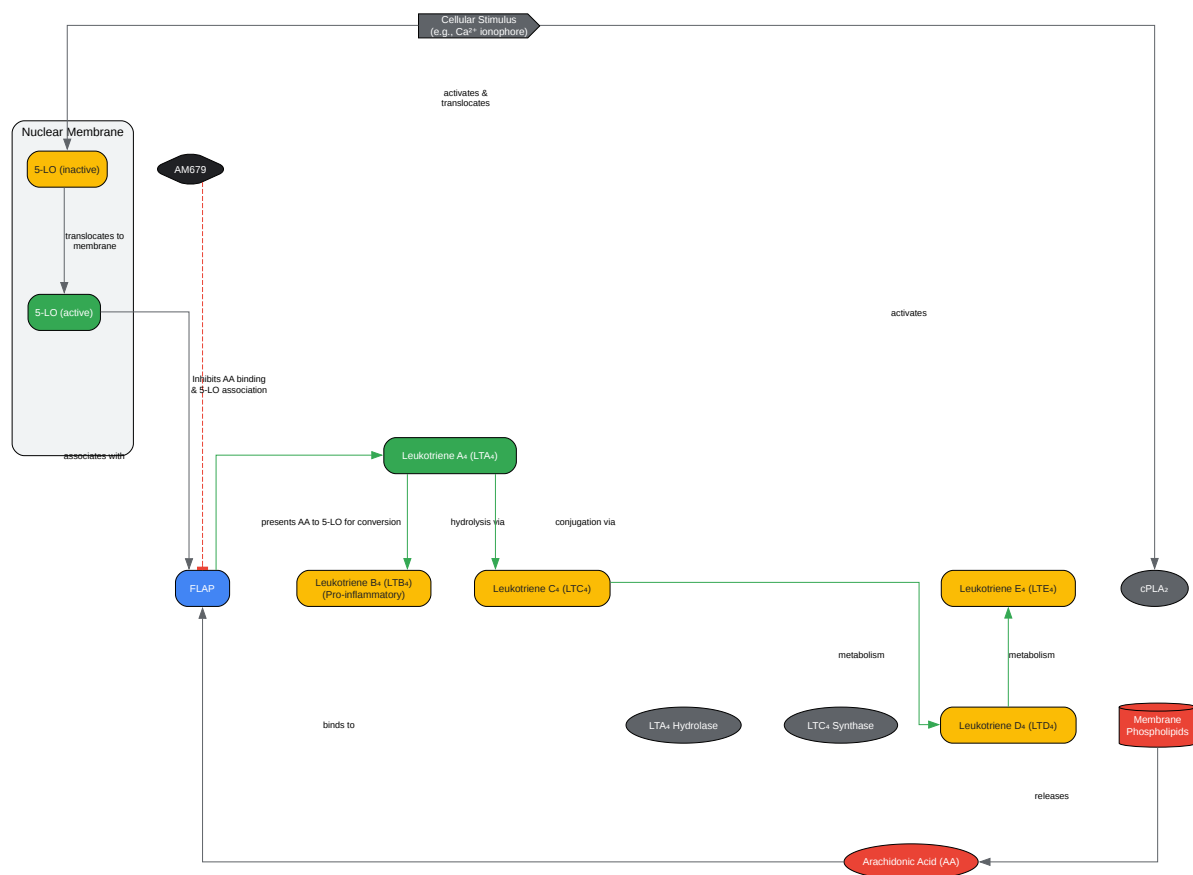 Cellular Stimulus
(e.g., Ca²⁺ ionophore)
activates &
translocates
Nuclear Membrane
5-LO (inactive)
AM679
translocates to
membrane
5-LO (active)
activates
Inhibits AA binding
& 5-LO association
associates with
Leukotriene A₄ (LTA₄)
presents AA to 5-LO for conversion
hydrolysis via
conjugation via
FLAP
Leukotriene B₄ (LTB₄)
(Pro-inflammatory)
Leukotriene C₄ (LTC₄)
Leukotriene E₄ (LTE₄)
cPLA₂
metabolism
metabolism
binds to
LTA₄ Hydrolase
LTC₄ Synthase
Leukotriene D₄ (LTD₄)
Membrane
Phospholipids
releases
Arachidonic Acid (AA)